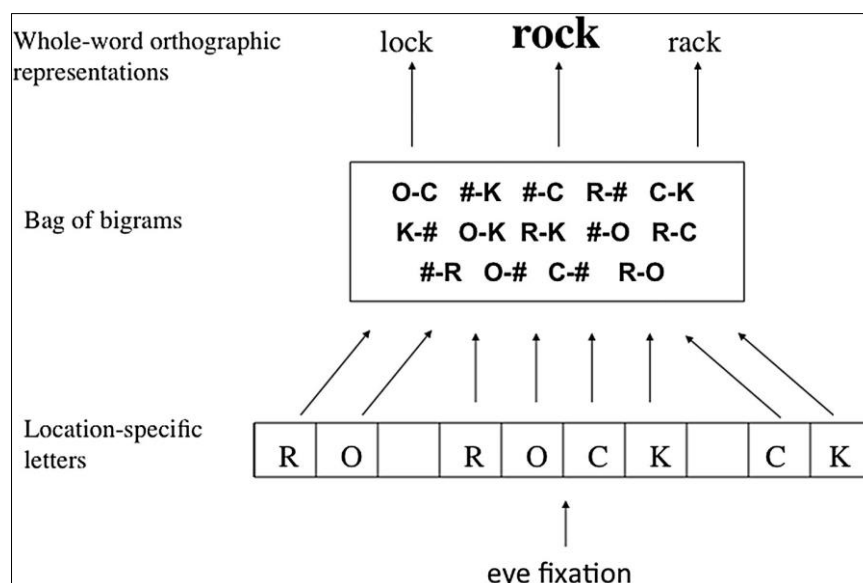 Whole-word orthographic
representations
lock rock rack
Bag of bigrams
O-C #-K #-C R-# C-K
K-# O-K R-K #-O R-C
#-R O-# C-# R-O
Location-specific
letters
R O R O C K C K
eye fixation